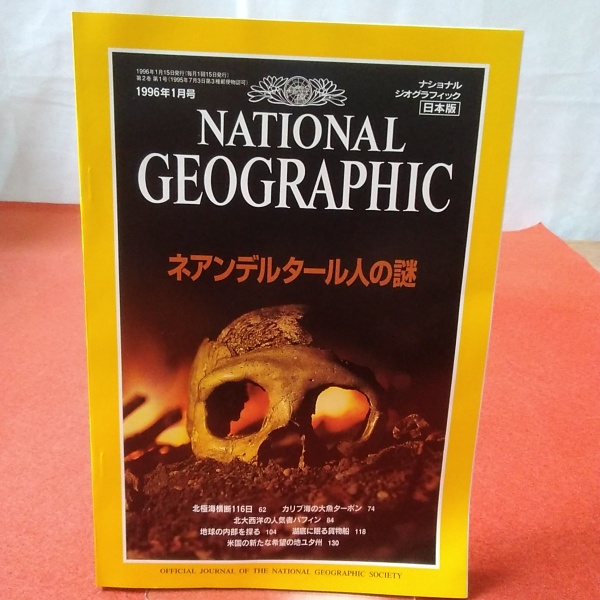 1996年1月15日発行(毎月1回15日発行)
第2巻 第1号(1995年7月3日第3種郵便物認可)
1996年1月号
ナショナル
ジオグラフィック
日本版
NATIONAL
GEOGRAPHIC
ネアンデルタール人の謎
北極海横断116日 62 カリブ海の大魚ターポン 74
北大西洋の人気者パフィン 84
地球の内部を探る 104 湖底に眠る貨物船 118
米国の新たな希望の地ユタ州 130
OFFICIAL JOURNAL OF THE NATIONAL GEOGRAPHIC SOCIETY